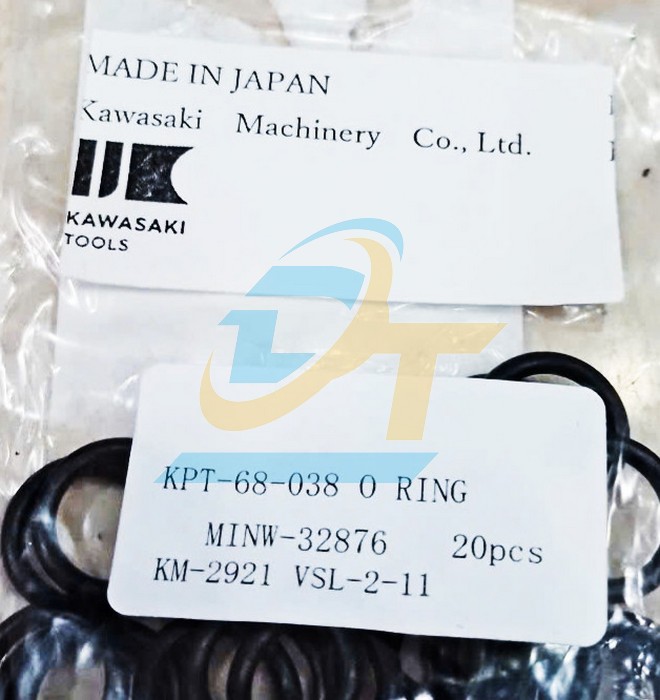 MADE IN JAPAN
Kawasaki Machinery Co., Ltd.
KAWASAKI
TOOLS
DT
KPT-68-038 O RING
MINW-32876 20pcs
KM-2921 VSL-2-11